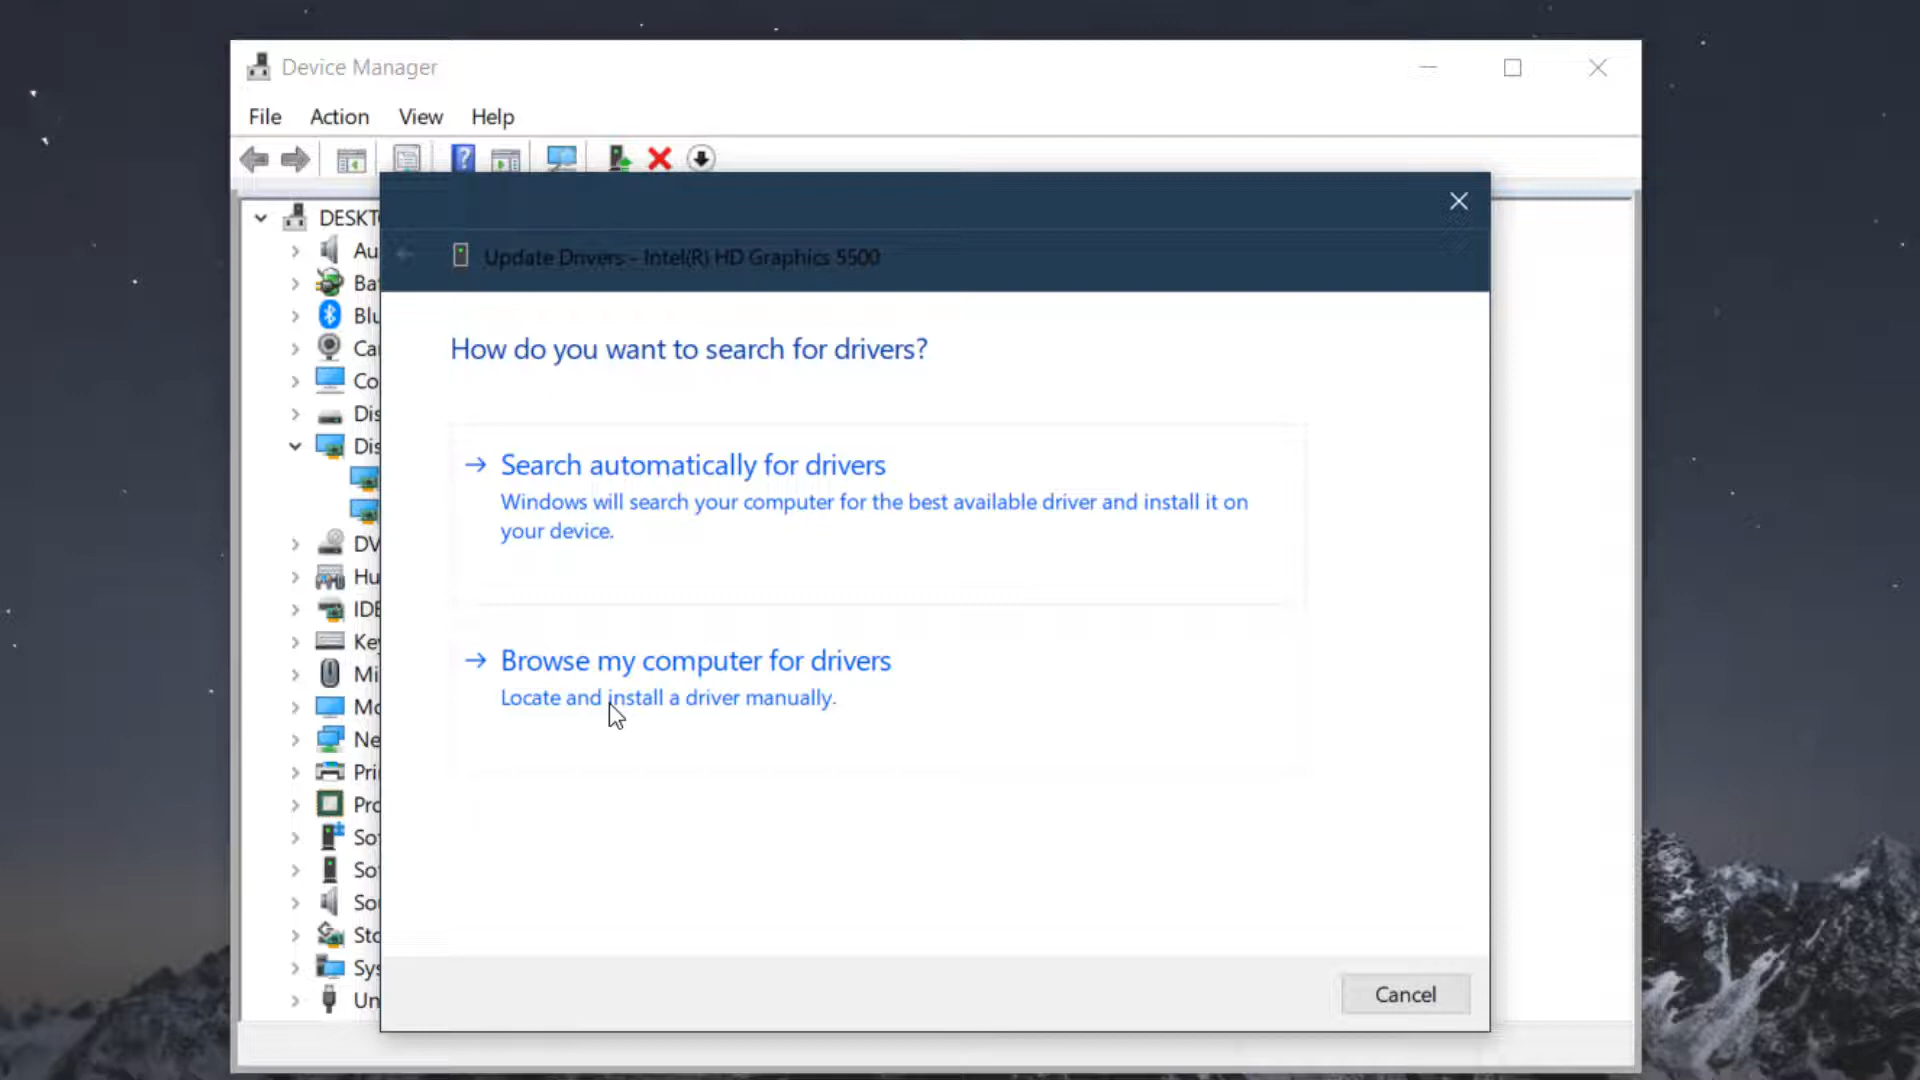 Device Manager
File Action View Help
DESKT
Update Drivers - Intel(R) HD Graphics 5500
Au
Bat
Blu
Ca
Co
Dis
Dis
DV
Hu
IDE
Key
Mi
Mo
Ne
Pri
Pro
So
So
Sou
Sto
Sys
Un
How do you want to search for drivers?
→ Search automatically for drivers
Windows will search your computer for the best available driver and install it on
your device.
→ Browse my computer for drivers
Locate and install a driver manually.
Cancel